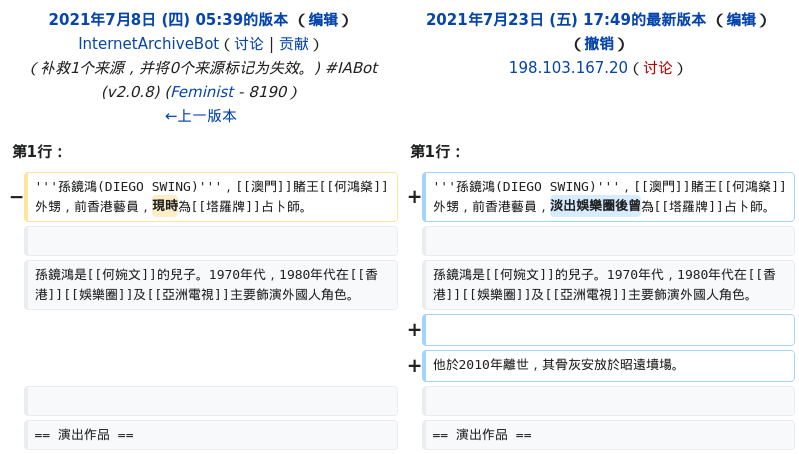 2021年7月8日 (四) 05:39的版本 （编辑）
InternetArchiveBot（讨论 | 贡献）
（补救1个来源，并将0个来源标记为失效。) #IABot
(v2.0.8) (Feminist - 8190）
←上一版本
2021年7月23日 (五) 17:49的最新版本 （编辑）
（撤销）
198.103.167.20（讨论）
第1行：
第1行：
−
'''孫鏡鴻(DIEGO SWING)'''，[[澳門]]賭王[[何鴻燊]]
外甥，前香港藝員，現時為[[塔羅牌]]占卜師。
+
'''孫鏡鴻(DIEGO SWING)'''，[[澳門]]賭王[[何鴻燊]]
外甥，前香港藝員，淡出娛樂圈後曾為[[塔羅牌]]占卜師。
孫鏡鴻是[[何婉文]]的兒子。1970年代，1980年代在[[香
港]][[娛樂圈]]及[[亞洲電視]]主要飾演外國人角色。
孫鏡鴻是[[何婉文]]的兒子。1970年代，1980年代在[[香
港]][[娛樂圈]]及[[亞洲電視]]主要飾演外國人角色。
+
+
他於2010年離世，其骨灰安放於昭遠墳場。
== 演出作品 ==
== 演出作品 ==